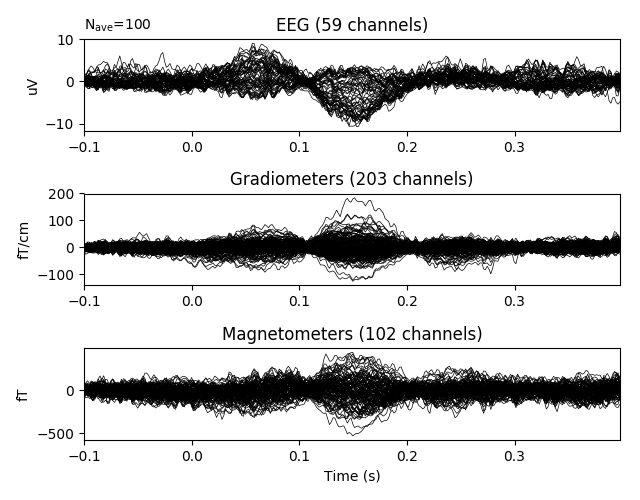 N_ave=100
EEG (59 channels)
10
0
−10
uV
−0.1 0.0 0.1 0.2 0.3
Gradiometers (203 channels)
200
100
0
−100
fT/cm
−0.1 0.0 0.1 0.2 0.3
Magnetometers (102 channels)
0
−500
fT
−0.1 0.0 0.1 0.2 0.3
Time (s)